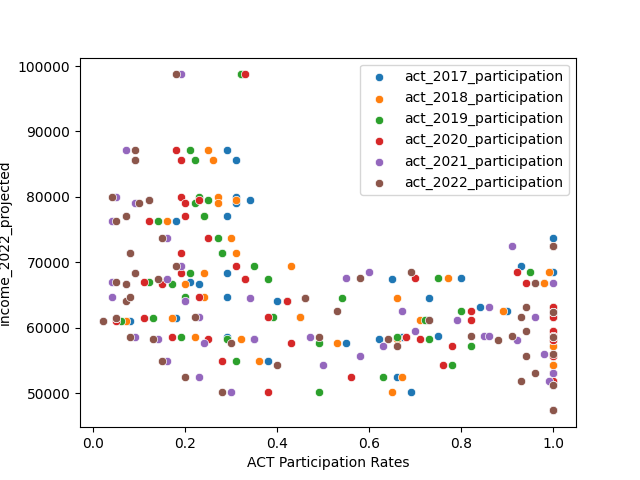 100000
90000
80000
70000
60000
50000
income_2022_projected
0.0
0.2
0.4
0.6
0.8
1.0
ACT Participation Rates
act_2017_participation
act_2018_participation
act_2019_participation
act_2020_participation
act_2021_participation
act_2022_participation